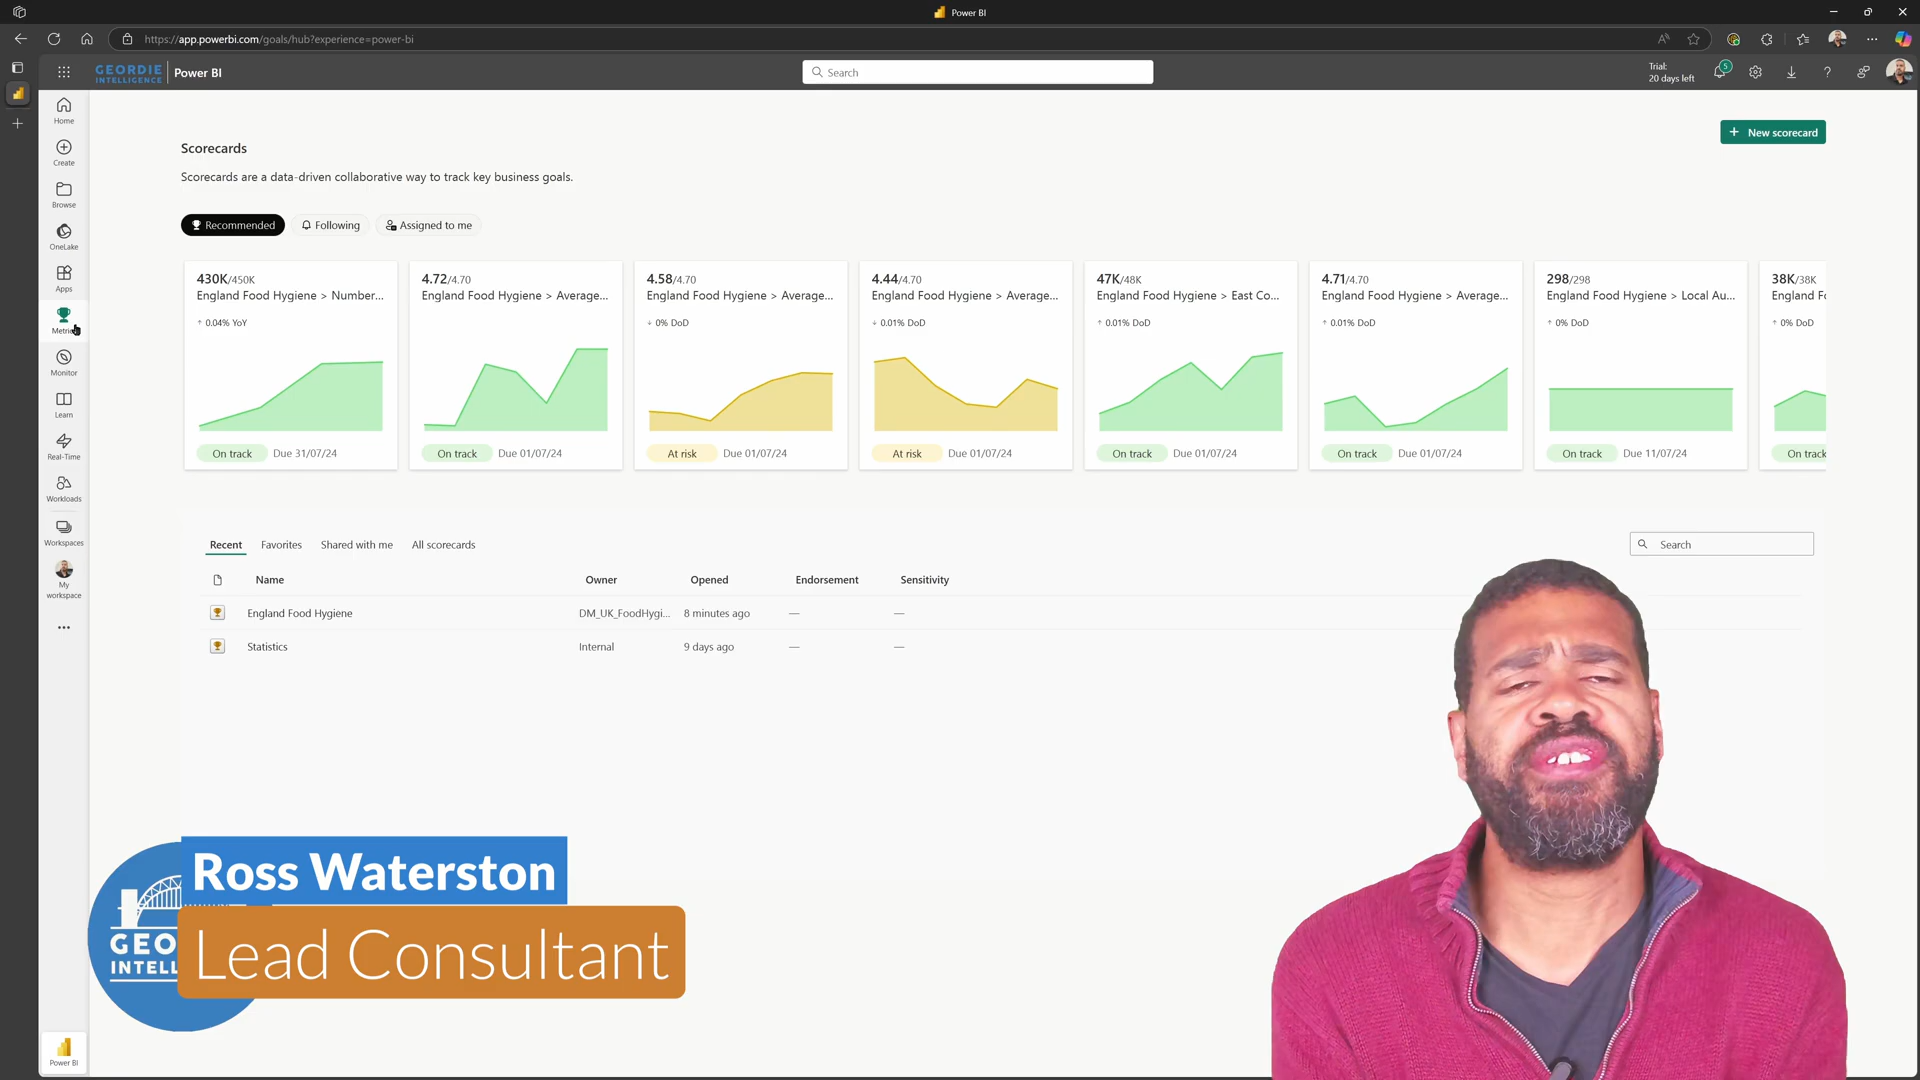 Power BI
https://app.powerbi.com/goals/hub?experience=power-bi
GEORDIE
INTELLIGENCE
Power BI
Search
Trial:
20 days left
5
Home
Create
Browse
OneLake
Apps
Metrics
Monitor
Learn
Real-Time
Workloads
Workspaces
My
workspace
Power BI
Scorecards
+ New scorecard
Scorecards are a data-driven collaborative way to track key business goals.
Recommended
Following
Assigned to me
430K/450K
England Food Hygiene > Number...
↑ 0.04% YoY
On track
Due 31/07/24
4.72/4.70
England Food Hygiene > Average...
On track
Due 01/07/24
4.58/4.70
England Food Hygiene > Average...
↓ 0% DoD
At risk
Due 01/07/24
4.44/4.70
England Food Hygiene > Average...
↓ 0.01% DoD
At risk
Due 01/07/24
47K/48K
England Food Hygiene > East Co...
↑ 0.01% DoD
On track
Due 01/07/24
4.71/4.70
England Food Hygiene > Average...
↑ 0.01% DoD
On track
Due 01/07/24
298/298
England Food Hygiene > Local Au...
↑ 0% DoD
On track
Due 11/07/24
38K/38K
England Fo
↑ 0% DoD
On track
Recent
Favorites
Shared with me
All scorecards
Search
Name
Owner
Opened
Endorsement
Sensitivity
England Food Hygiene
DM_UK_FoodHygi...
8 minutes ago
—
—
Statistics
Internal
9 days ago
—
—
Ross Waterston
Lead Consultant
GEO
INTELL